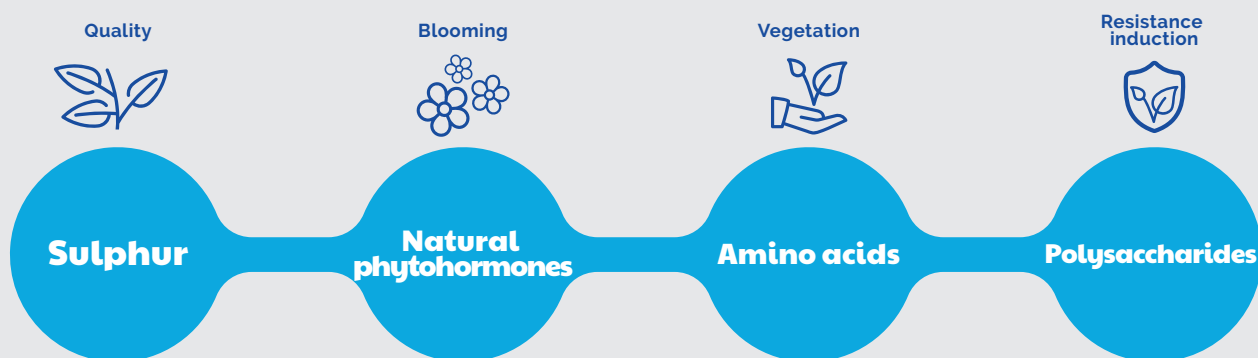 Quality
Blooming
Vegetation
Resistance
induction
Sulphur
Natural
phytohormones
Amino acids
Polysaccharides